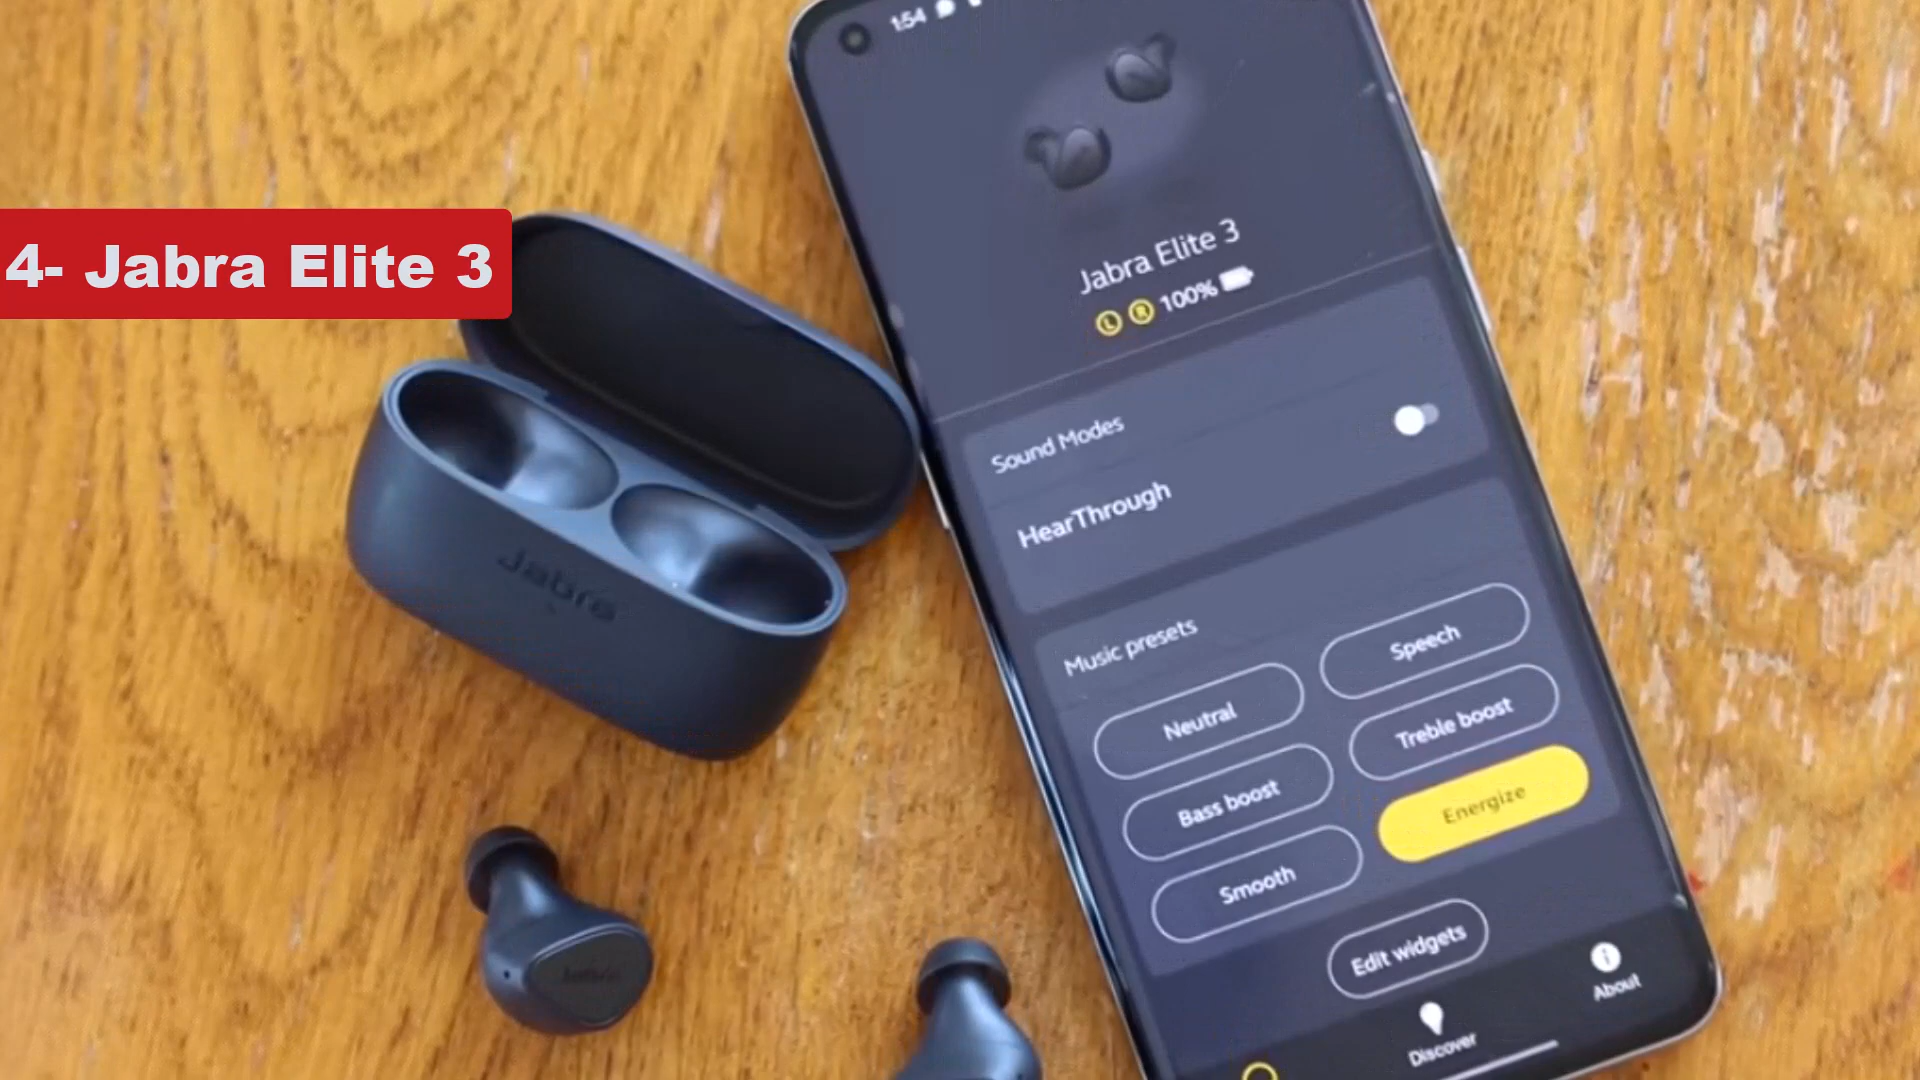 1:54
4- Jabra Elite 3
Jabra Elite 3
L R 100%
Sound Modes
HearThrough
Music presets
Neutral
Speech
Bass boost
Treble boost
Smooth
Energize
Edit widgets
Discover
About
Jabra
Jabra